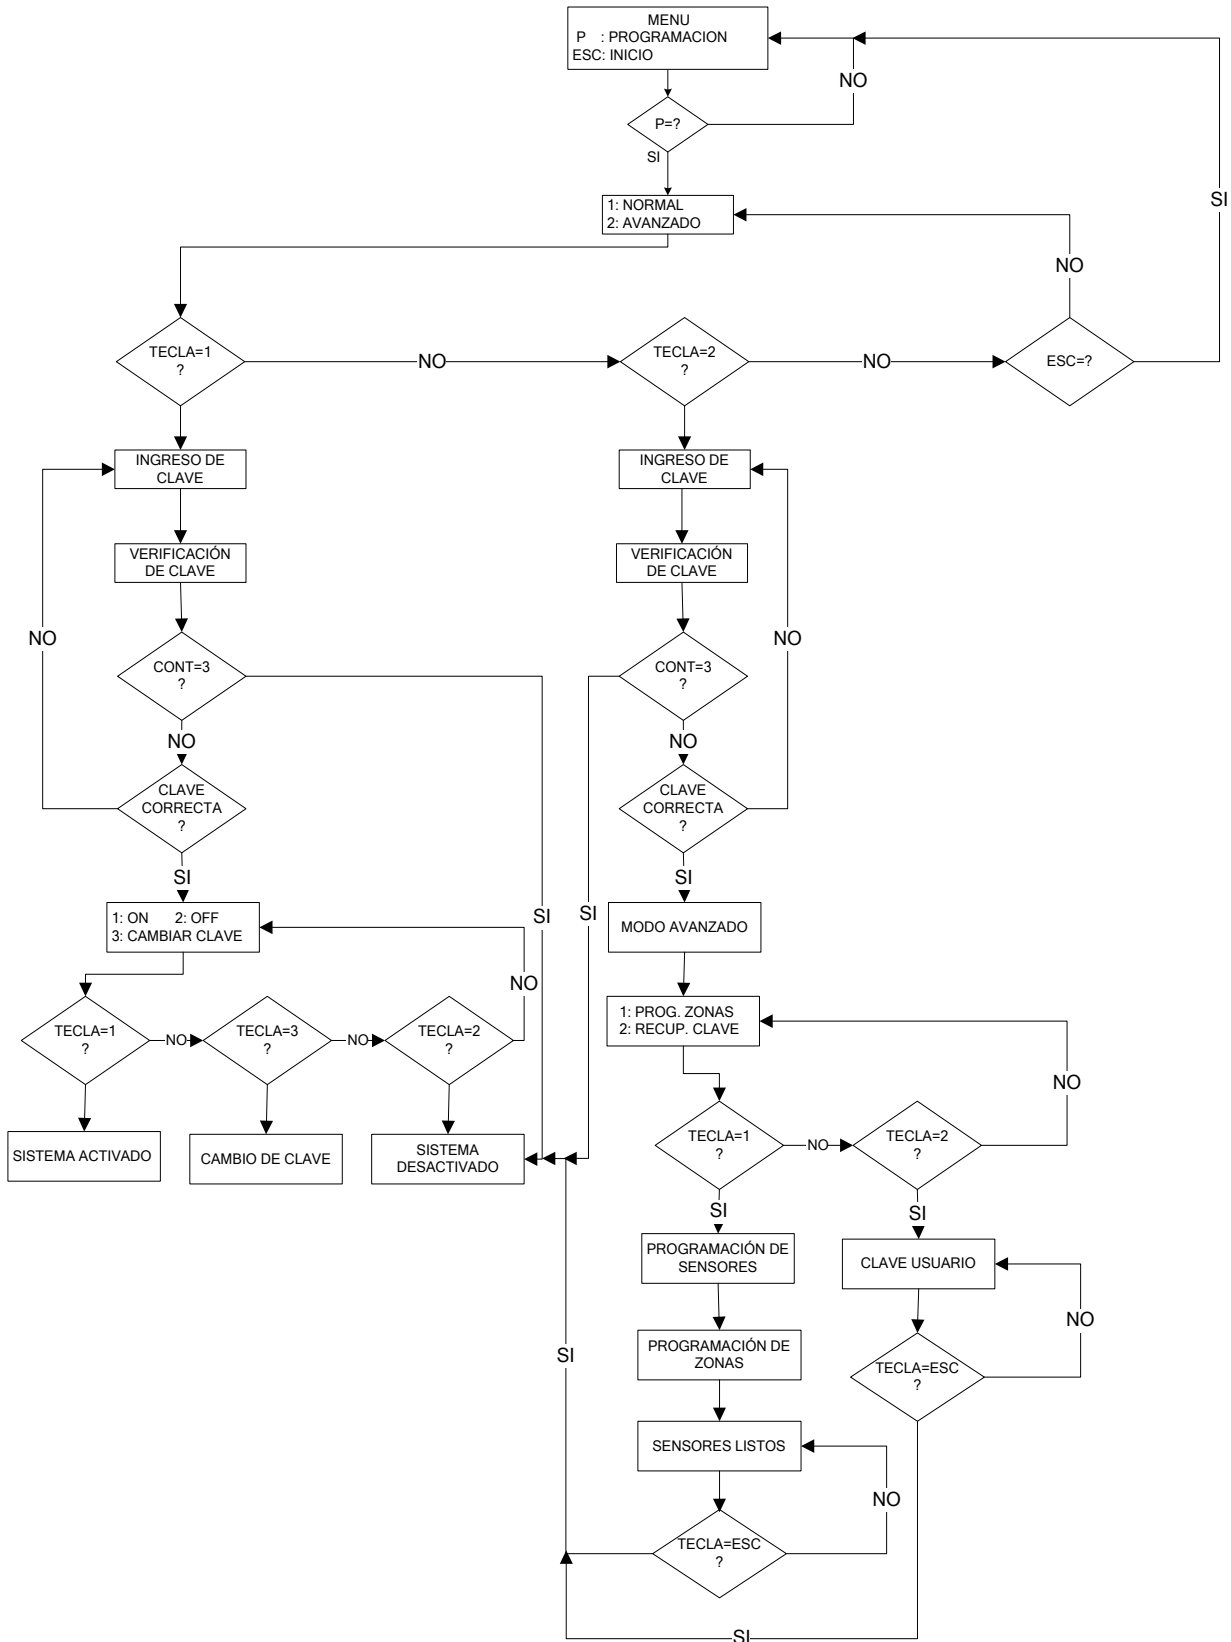 MENU
P : PROGRAMACION
ESC: INICIO
NO
P=?
SI
1: NORMAL
2: AVANZADO
SI
NO
TECLA=1
?
NO
TECLA=2
?
NO
ESC=?
INGRESO DE
CLAVE
INGRESO DE
CLAVE
VERIFICACIÓN
DE CLAVE
VERIFICACIÓN
DE CLAVE
NO
NO
CONT=3
?
CONT=3
?
NO
NO
CLAVE
CORRECTA
?
CLAVE
CORRECTA
?
SI
SI
1: ON 2: OFF
3: CAMBIAR CLAVE
SI
SI
MODO AVANZADO
NO
TECLA=1
?
NO
TECLA=3
?
NO
TECLA=2
?
1: PROG. ZONAS
2: RECUP. CLAVE
NO
SISTEMA ACTIVADO
CAMBIO DE CLAVE
SISTEMA
DESACTIVADO
TECLA=1
?
NO
TECLA=2
?
SI
SI
PROGRAMACIÓN DE
SENSORES
CLAVE USUARIO
NO
SI
PROGRAMACIÓN DE
ZONAS
TECLA=ESC
?
SENSORES LISTOS
NO
TECLA=ESC
?
SI